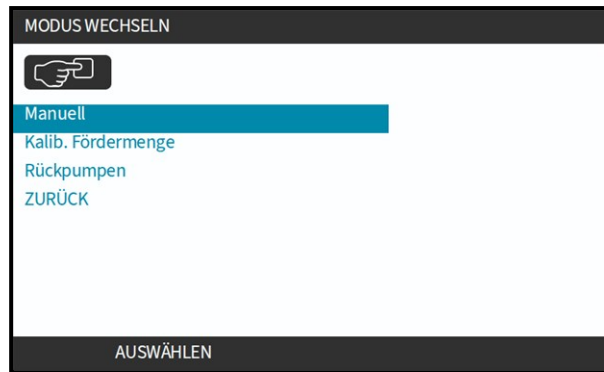 MODUS WECHSELN
Manuell
Kalib. Fördermenge
Rückpumpen
ZURÜCK
AUSWÄHLEN